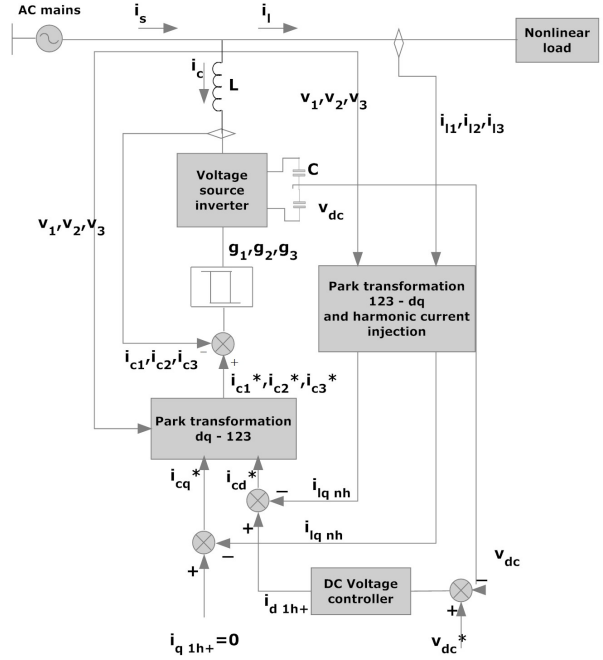 AC mains
i_s
i_l
Nonlinear
load
i_c
L
v_1,v_2,v_3
i_l1,i_l2,i_l3
Voltage
source
inverter
C
v_dc
v_1,v_2,v_3
g_1,g_2,g_3
Park transformation
123 - dq
and harmonic current
injection
i_c1,i_c2,i_c3
-
+
i_c1*,i_c2*,i_c3*
Park transformation
dq - 123
i_cq*
i_cd*
-
i_lq nh
+
i_lq nh
-
+
v_dc
DC Voltage
controller
-
+
i_d 1h+
i_q 1h+=0
v_dc*